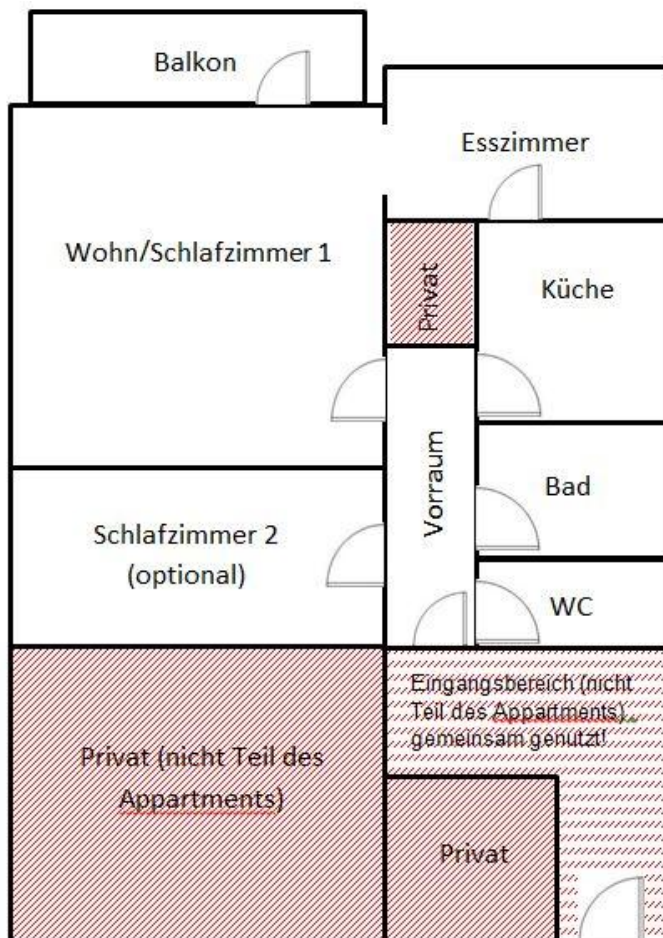 Balkon
Esszimmer
Wohn/Schlafzimmer 1
Privat
Küche
Vorraum
Bad
Schlafzimmer 2
(optional)
WC
Eingangsbereich (nicht
Teil des Appartments)
gemeinsam genutzt!
Privat (nicht Teil des
Appartments)
Privat